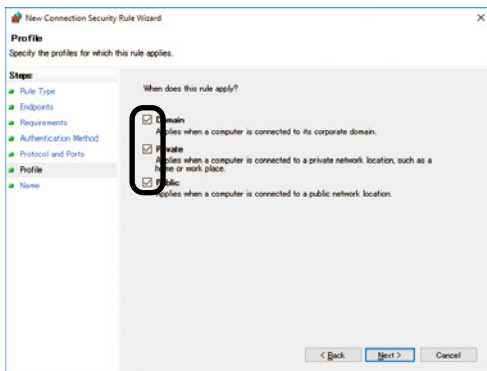 New Connection Security Rule Wizard
Profile
Specify the profiles for which this rule applies.
Steps:
Rule Type
Endpoints
Requirements
Authentication Method
Protocol and Ports
Profile
Name
When does this rule apply?
Domain
Applies when a computer is connected to its corporate domain.
Private
Applies when a computer is connected to a private network location, such as a
home or work place.
Public
Applies when a computer is connected to a public network location.
< Back
Next >
Cancel